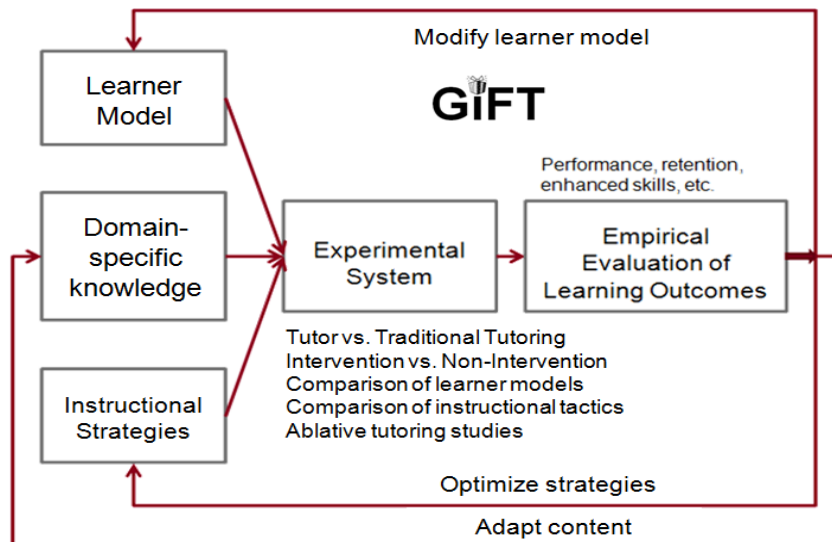 Modify learner model
Learner
Model
GiFT
Performance, retention,
enhanced skills, etc.
Domain-
specific
knowledge
Experimental
System
Empirical
Evaluation of
Learning Outcomes
Tutor vs. Traditional Tutoring
Intervention vs. Non-Intervention
Comparison of learner models
Comparison of instructional tactics
Ablative tutoring studies
Instructional
Strategies
Optimize strategies
Adapt content